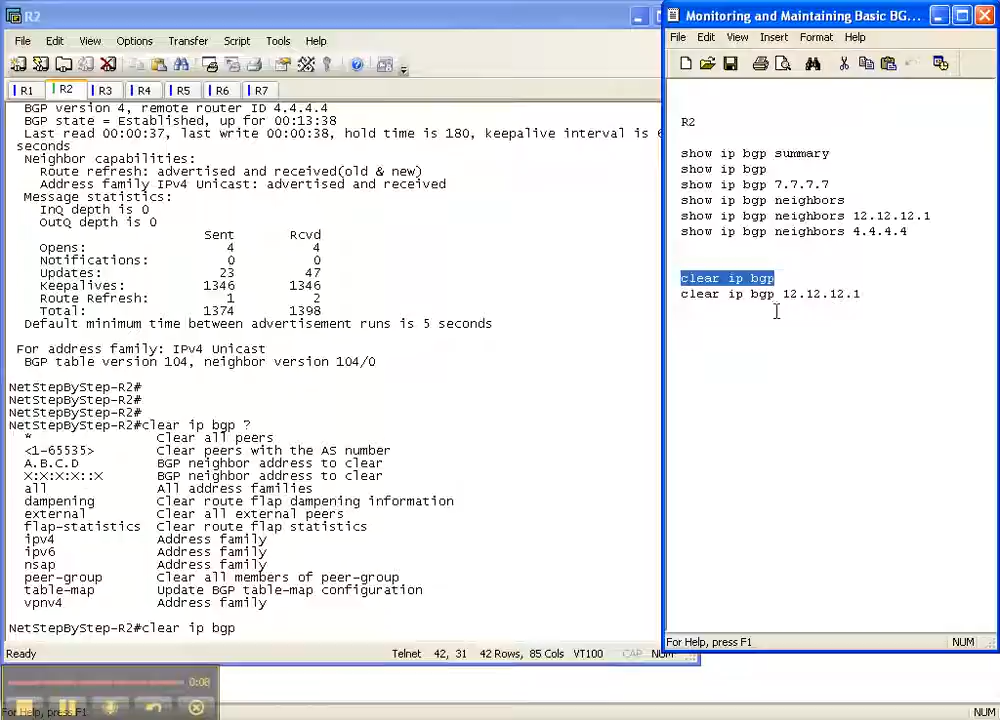 R2
File Edit View Options Transfer Script Tools Help
R1 R2 R3 R4 R5 R6 R7
BGP version 4, remote router ID 4.4.4.4
BGP state = Established, up for 00:13:38
Last read 00:00:37, last write 00:00:38, hold time is 180, keepalive interval is
seconds
Neighbor capabilities:
Route refresh: advertised and received(old & new)
Address family IPv4 Unicast: advertised and received
Message statistics:
InQ depth is 0
OutQ depth is 0
Sent Rcvd
Opens: 4 4
Notifications: 0 0
Updates: 23 47
Keepalives: 1346 1346
Route Refresh: 1 2
Total: 1374 1398
Default minimum time between advertisement runs is 5 seconds
For address family: IPv4 Unicast
BGP table version 104, neighbor version 104/0
NetStepByStep-R2#
NetStepByStep-R2#
NetStepByStep-R2#
NetStepByStep-R2#clear ip bgp ?
* Clear all peers
<1-65535> Clear peers with the AS number
A.B.C.D BGP neighbor address to clear
X:X:X:X::X BGP neighbor address to clear
all All address families
dampening Clear route flap dampening information
external Clear all external peers
flap-statistics Clear route flap statistics
ipv4 Address family
ipv6 Address family
nsap Address family
peer-group Clear all members of peer-group
table-map Update BGP table-map configuration
vpnv4 Address family
NetStepByStep-R2#clear ip bgp
Ready Telnet 42, 31 42 Rows, 85 Cols VT100 CAP NUM
Monitoring and Maintaining Basic BG...
File Edit View Insert Format Help
R2
show ip bgp summary
show ip bgp
show ip bgp 7.7.7.7
show ip bgp neighbors
show ip bgp neighbors 12.12.12.1
show ip bgp neighbors 4.4.4.4
clear ip bgp
clear ip bgp 12.12.12.1
For Help, press F1 NUM
0:08
For Help, press F1 NUM